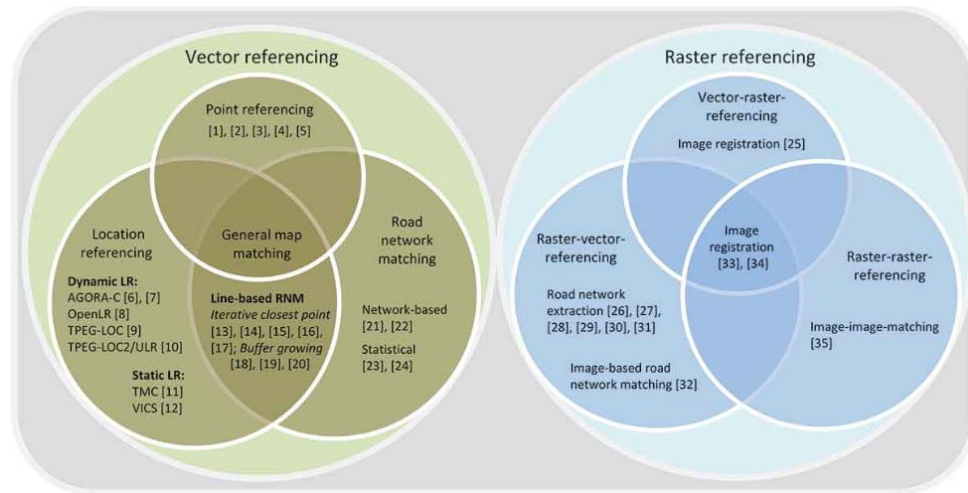 Vector referencing
Point referencing
[1], [2], [3], [4], [5]
Location
referencing
Dynamic LR:
AGORA-C [6], [7]
OpenLR [8]
TPEG-LOC [9]
TPEG-LOC2/ULR [10]
Static LR:
TMC [11]
VICS [12]
General map
matching
Line-based RNM
Iterative closest point
[13], [14], [15], [16],
[17]; Buffer growing
[18], [19], [20]
Road
network
matching
Network-based
[21], [22]
Statistical
[23], [24]
Raster referencing
Vector-raster-
referencing
Image registration [25]
Raster-vector-
referencing
Road network
extraction [26], [27],
[28], [29], [30], [31]
Image-based road
network matching [32]
Image
registration
[33], [34]
Raster-raster-
referencing
Image-image-matching
[35]